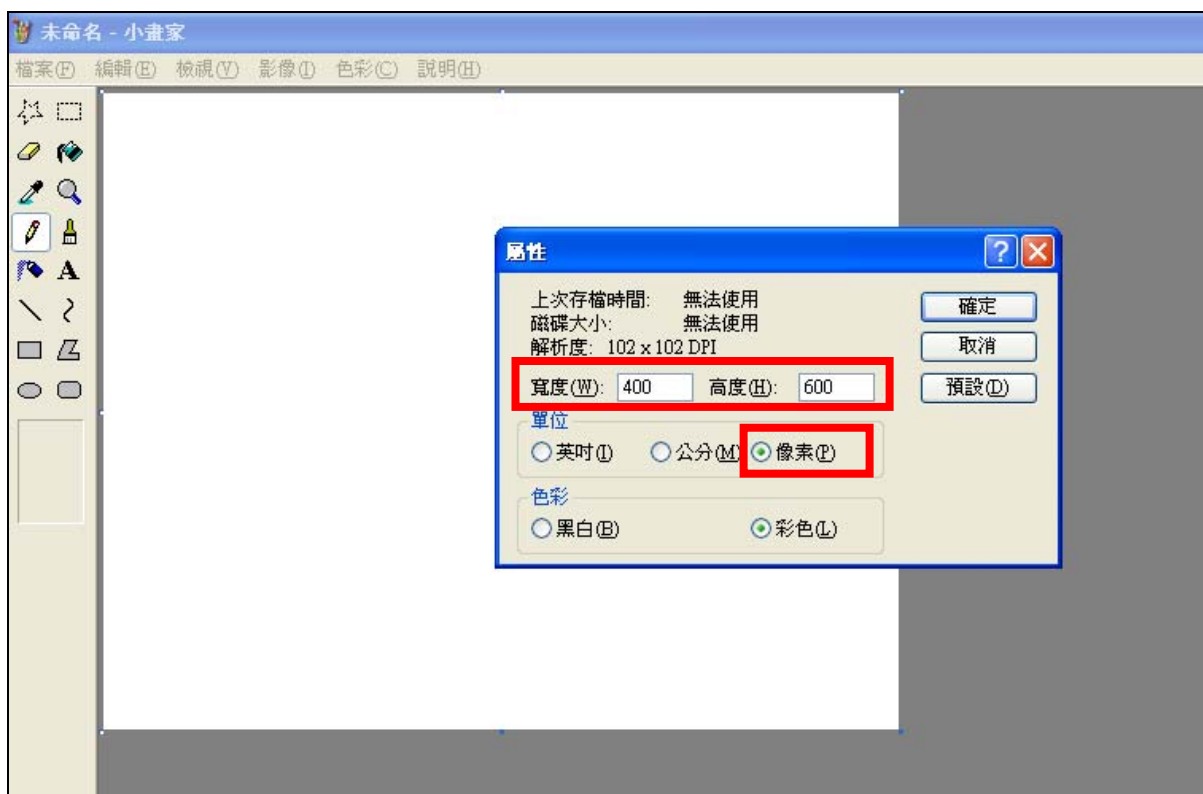 未命名 - 小畫家
檔案(F) 編輯(E) 檢視(V) 影像(I) 色彩(C) 說明(H)
A
屬性
上次存檔時間: 無法使用
磁碟大小: 無法使用
解析度: 102 x 102 DPI
寬度(W): 400 高度(H): 600
單位
英吋(I) 公分(M) 像素(P)
色彩
黑白(B) 彩色(L)
確定
取消
預設(D)